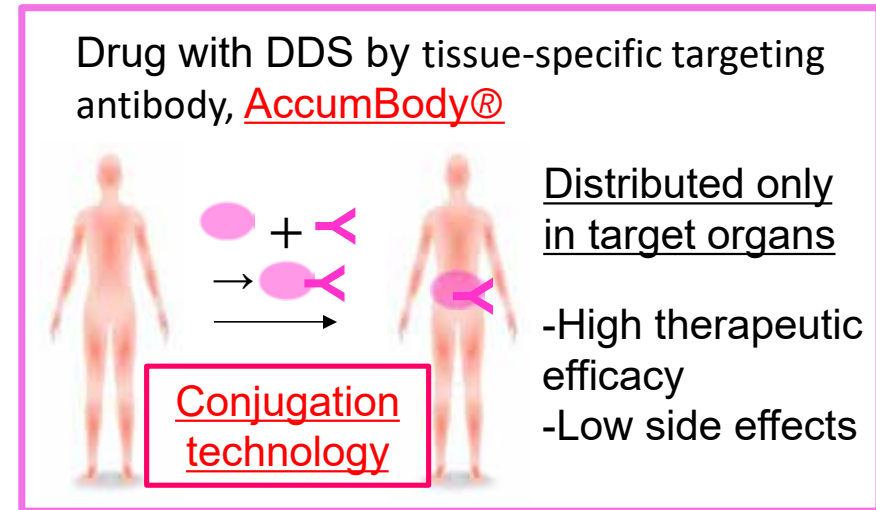 Drug with DDS by tissue-specific targeting
antibody, AccumBody®
+
→
Distributed only
in target organs
-High therapeutic
efficacy
-Low side effects
Conjugation
technology